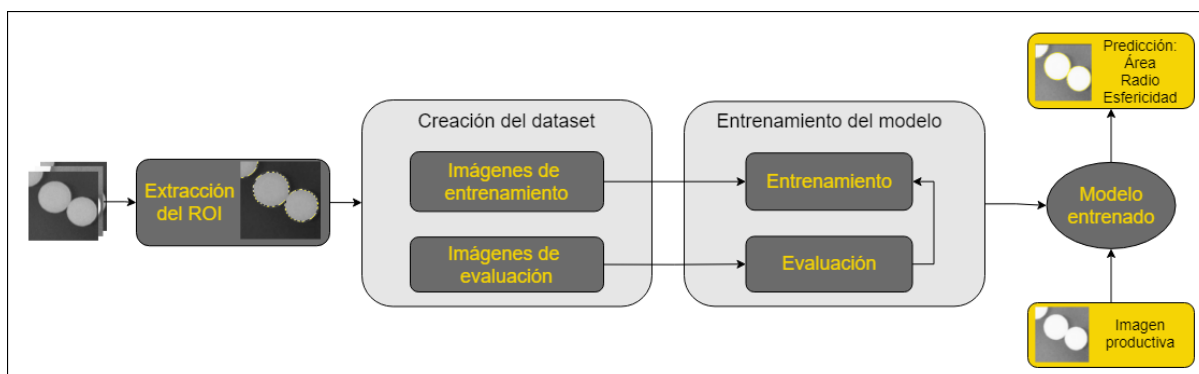 Extracción
del ROI
Creación del dataset
Imágenes de
entrenamiento
Imágenes de
evaluación
Entrenamiento del modelo
Entrenamiento
Evaluación
Modelo
entrenado
Predicción:
Área
Radio
Esfericidad
Imagen
productiva